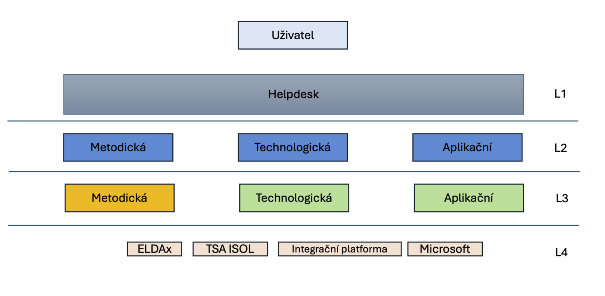 Uživatel
Helpdesk L1
Metodická Technologická Aplikační L2
Metodická Technologická Aplikační L3
ELDAx TSA ISOL Integrační platforma Microsoft L4